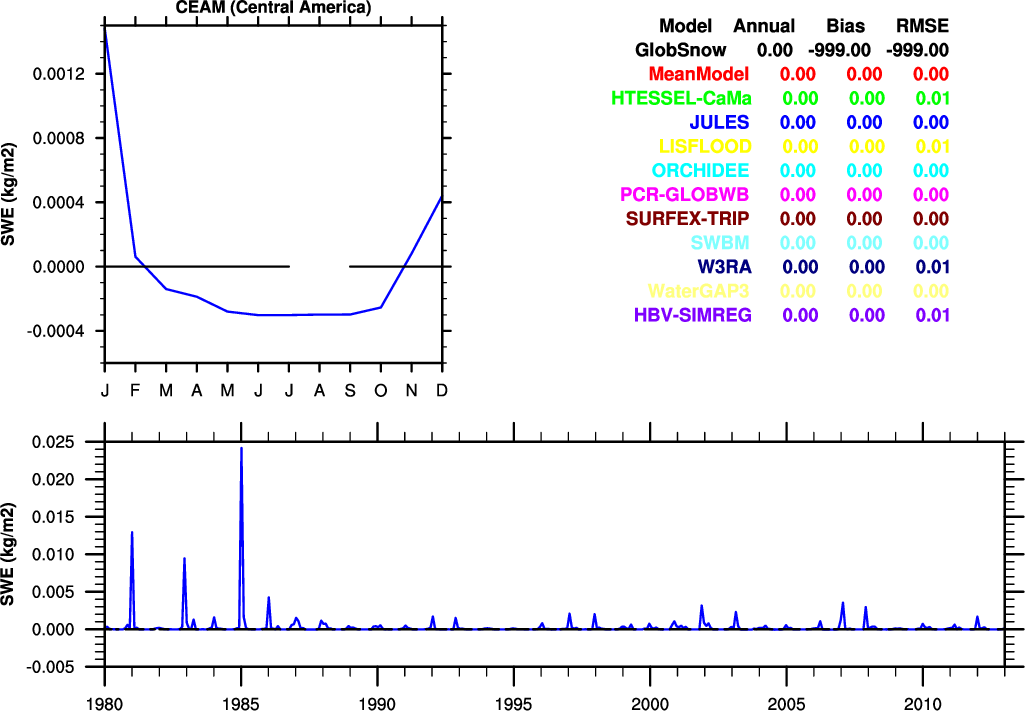 CEAM (Central America)
SWE (kg/m2)
0.0012
0.0008
0.0004
0.0000
-0.0004
J F M A M J J A S O N D
Model Annual Bias RMSE
GlobSnow 0.00 -999.00 -999.00
MeanModel 0.00 0.00 0.00
HTESSEL-CaMa 0.00 0.00 0.01
JULES 0.00 0.00 0.00
LISFLOOD 0.00 0.00 0.01
ORCHIDEE 0.00 0.00 0.00
PCR-GLOBWB 0.00 0.00 0.00
SURFEX-TRIP 0.00 0.00 0.00
SWBM 0.00 0.00 0.00
W3RA 0.00 0.00 0.01
WaterGAP3 0.00 0.00 0.00
HBV-SIMREG 0.00 0.00 0.01
SWE (kg/m2)
0.025
0.020
0.015
0.010
0.005
0.000
-0.005
1980 1985 1990 1995 2000 2005 2010